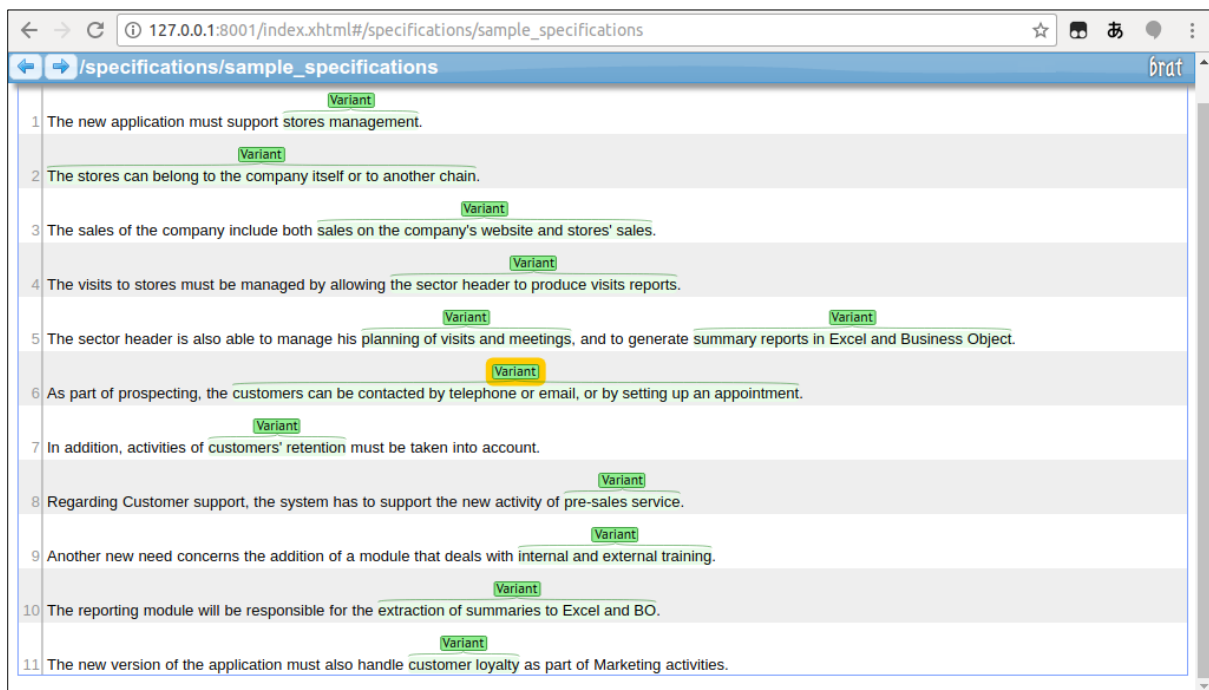 127.0.0.1:8001/index.xhtml#/specifications/sample_specifications
あ
/specifications/sample_specifications brat
Variant
1 The new application must support stores management.
Variant
2 The stores can belong to the company itself or to another chain.
Variant
3 The sales of the company include both sales on the company's website and stores' sales.
Variant
4 The visits to stores must be managed by allowing the sector header to produce visits reports.
Variant Variant
5 The sector header is also able to manage his planning of visits and meetings, and to generate summary reports in Excel and Business Object.
Variant
6 As part of prospecting, the customers can be contacted by telephone or email, or by setting up an appointment.
Variant
7 In addition, activities of customers' retention must be taken into account.
Variant
8 Regarding Customer support, the system has to support the new activity of pre-sales service.
Variant
9 Another new need concerns the addition of a module that deals with internal and external training.
Variant
10 The reporting module will be responsible for the extraction of summaries to Excel and BO.
Variant
11 The new version of the application must also handle customer loyalty as part of Marketing activities.